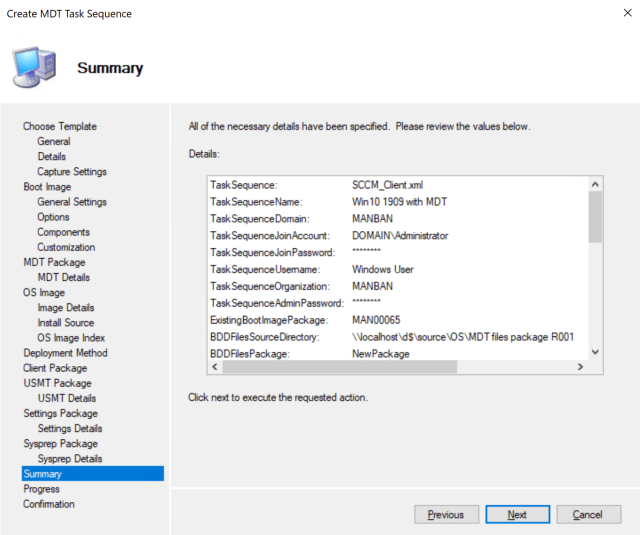 Create MDT Task Sequence
Summary
Choose Template
General
Details
Capture Settings
Boot Image
General Settings
Options
Components
Customization
MDT Package
MDT Details
OS Image
Image Details
Install Source
OS Image Index
Deployment Method
Client Package
USMT Package
USMT Details
Settings Package
Settings Details
Sysprep Package
Sysprep Details
Summary
Progress
Confirmation
All of the necessary details have been specified. Please review the values below.
Details:
TaskSequence: SCCM_Client.xml
TaskSequenceName: Win10 1909 with MDT
TaskSequenceDomain: MANBAN
TaskSequenceJoinAccount: DOMAIN\Administrator
TaskSequenceJoinPassword: ********
TaskSequenceUsername: Windows User
TaskSequenceOrganization: MANBAN
TaskSequenceAdminPassword: ********
ExistingBootImagePackage: MAN00065
BDDFilesSourceDirectory: \\localhost\d$\source\OS\MDT files package R001
BDDFilesPackage: NewPackage
Click next to execute the requested action.
Previous Next Cancel